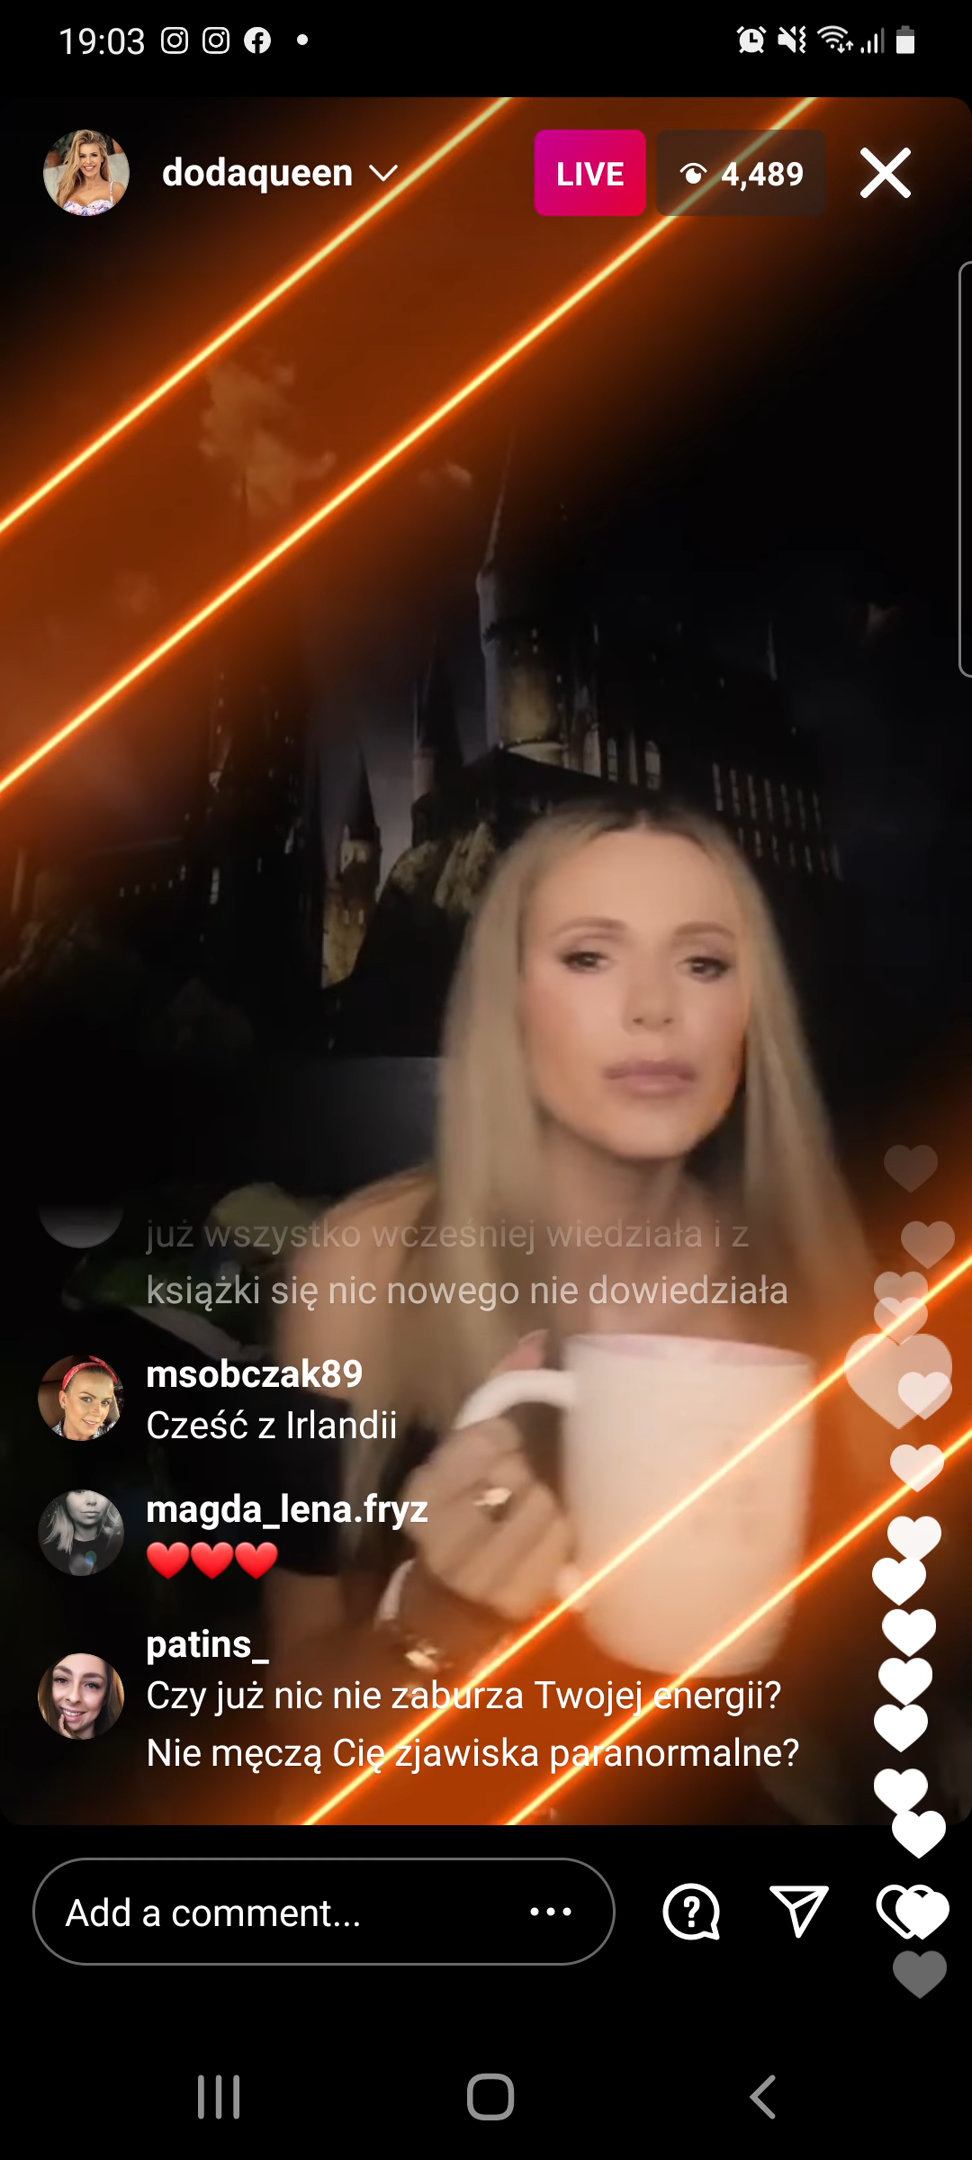 19:03
dodaqueen
LIVE
4,489
już wszystko wcześniej wiedziała i z
książki się nic nowego nie dowiedziała
msobczak89
Cześć z Irlandii
magda_lena.fryz
❤️❤️❤️
patins_
Czy już nic nie zaburza Twojej energii?
Nie męczą Cię zjawiska paranormalne?
Add a comment...